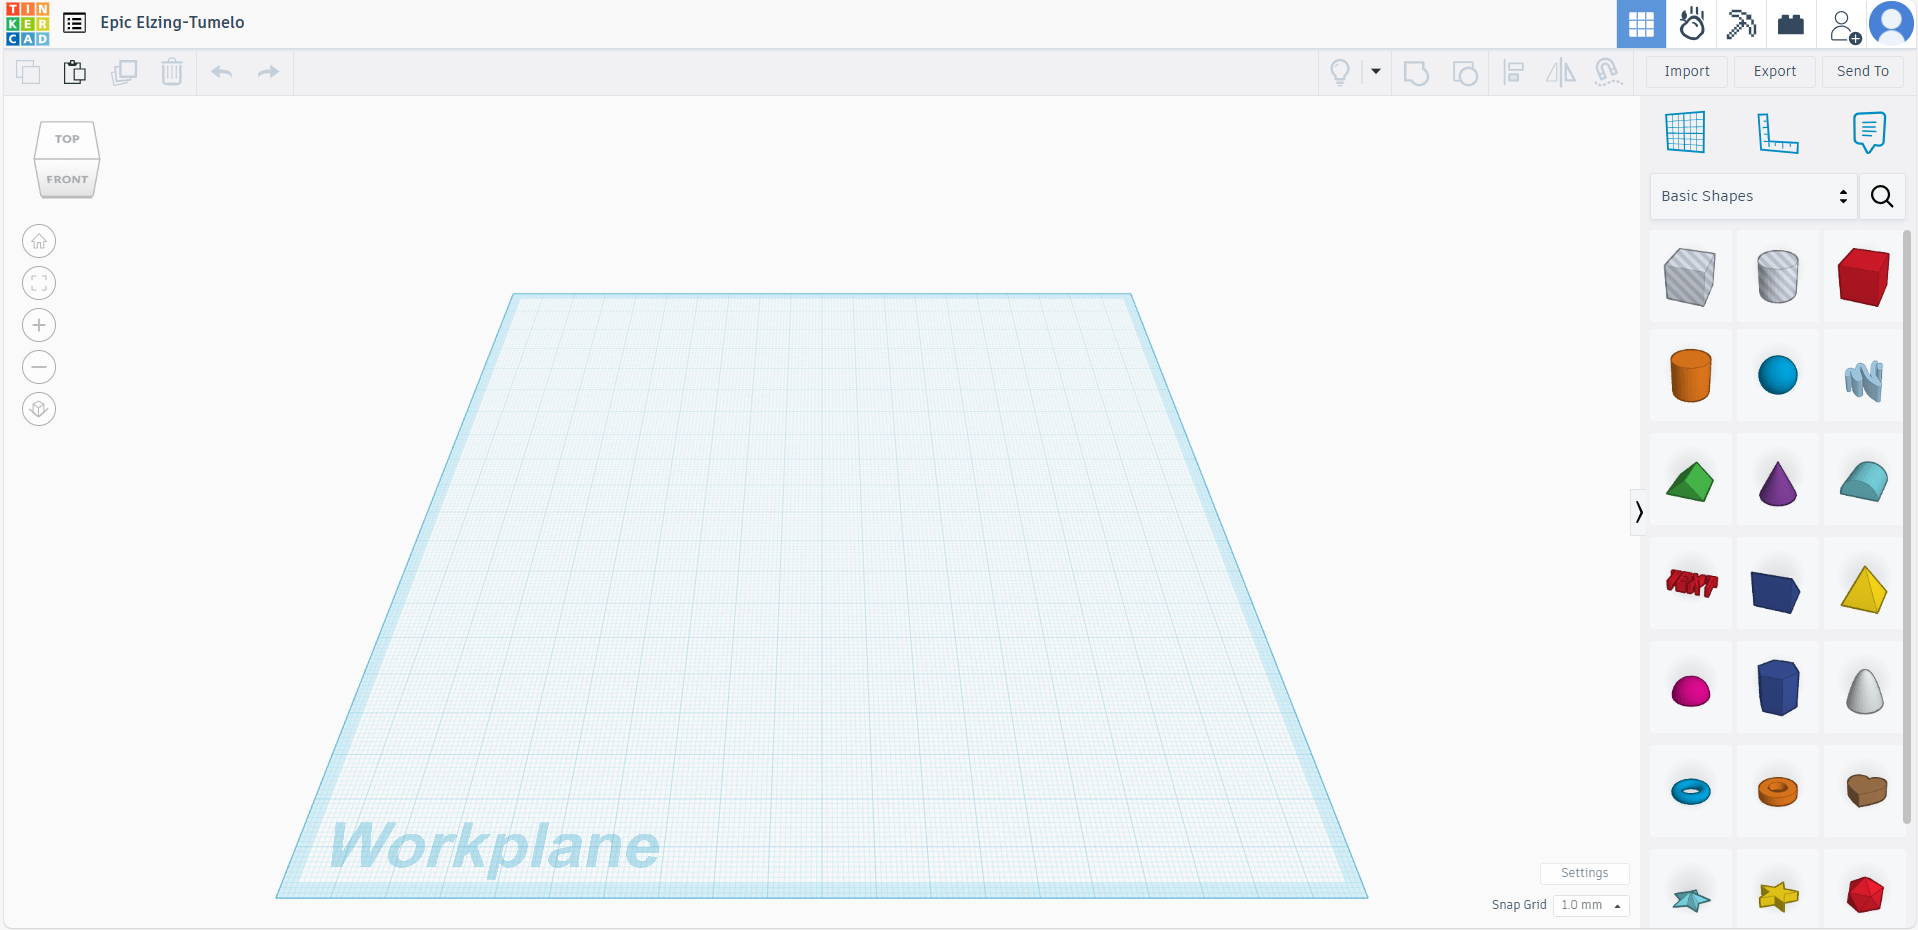 TIN
KER
CAD
Epic Elzing-Tumelo
Import
Export
Send To
TOP
FRONT
Basic Shapes
TEXT
Workplane
Settings
Snap Grid
1.0 mm